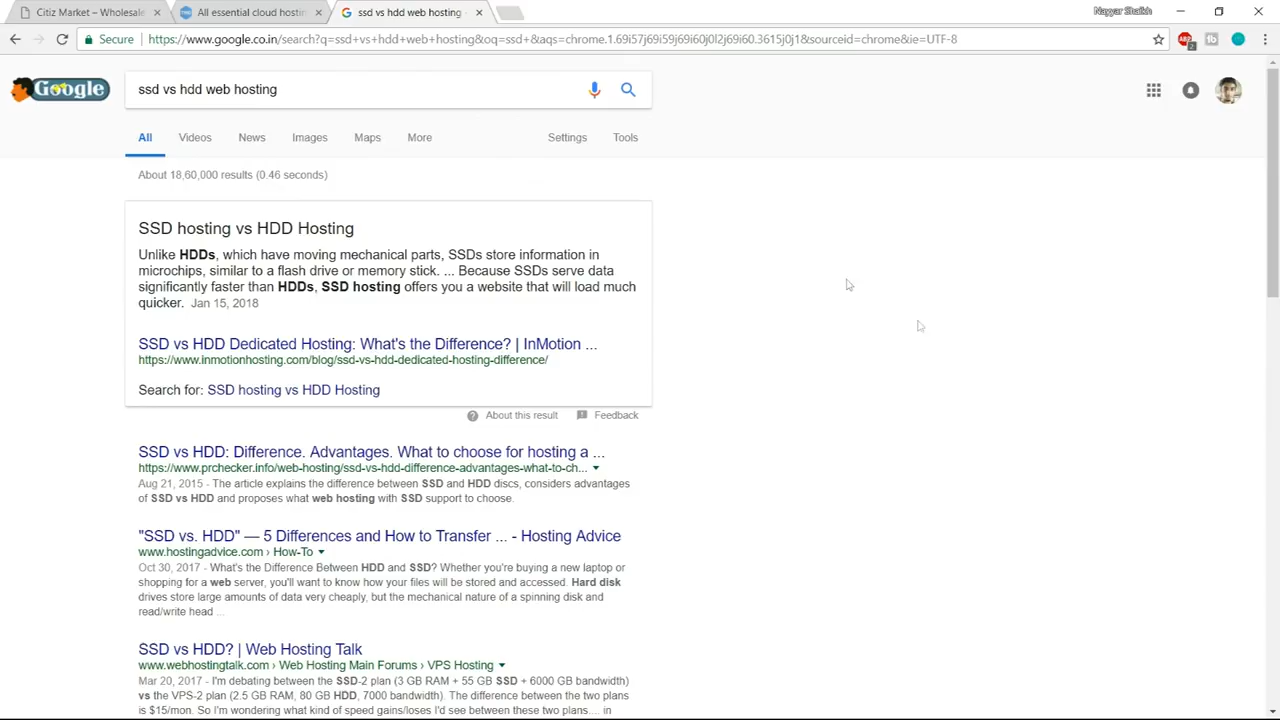 Citiz Market – Wholesale
All essential cloud hostin
ssd vs hdd web hosting
Nayyar Shaikh
Secure
https://www.google.co.in/search?q=ssd+vs+hdd+web+hosting&oq=ssd+&aqs=chrome.1.69i57j69i59j69i60j0l2j69i60.3615j0j1&sourceid=chrome&ie=UTF-8
2
Google
ssd vs hdd web hosting
All Videos News Images Maps More Settings Tools
About 18,60,000 results (0.46 seconds)
SSD hosting vs HDD Hosting
Unlike HDDs, which have moving mechanical parts, SSDs store information in
microchips, similar to a flash drive or memory stick. ... Because SSDs serve data
significantly faster than HDDs, SSD hosting offers you a website that will load much
quicker. Jan 15, 2018
SSD vs HDD Dedicated Hosting: What's the Difference? | InMotion ...
https://www.inmotionhosting.com/blog/ssd-vs-hdd-dedicated-hosting-difference/
Search for: SSD hosting vs HDD Hosting
About this result Feedback
SSD vs HDD: Difference. Advantages. What to choose for hosting a ...
https://www.prchecker.info/web-hosting/ssd-vs-hdd-difference-advantages-what-to-ch...
Aug 21, 2015 - The article explains the difference between SSD and HDD discs, considers advantages
of SSD vs HDD and proposes what web hosting with SSD support to choose.
"SSD vs. HDD" — 5 Differences and How to Transfer ... - Hosting Advice
www.hostingadvice.com › How-To
Oct 30, 2017 - What's the Difference Between HDD and SSD? Whether you're buying a new laptop or
shopping for a web server, you'll want to know how your files will be stored and accessed. Hard disk
drives store large amounts of data very cheaply, but the mechanical nature of a spinning disk and
read/write head ...
SSD vs HDD? | Web Hosting Talk
www.webhostingtalk.com › Web Hosting Main Forums › VPS Hosting
Mar 20, 2017 - I'm debating between the SSD-2 plan (3 GB RAM + 55 GB SSD + 6000 GB bandwidth)
vs the VPS-2 plan (2.5 GB RAM, 80 GB HDD, 7000 bandwidth). The difference between the two plans
is $15/mon. So I'm wondering what kind of speed gains/loses I'd see between these two plans.... in